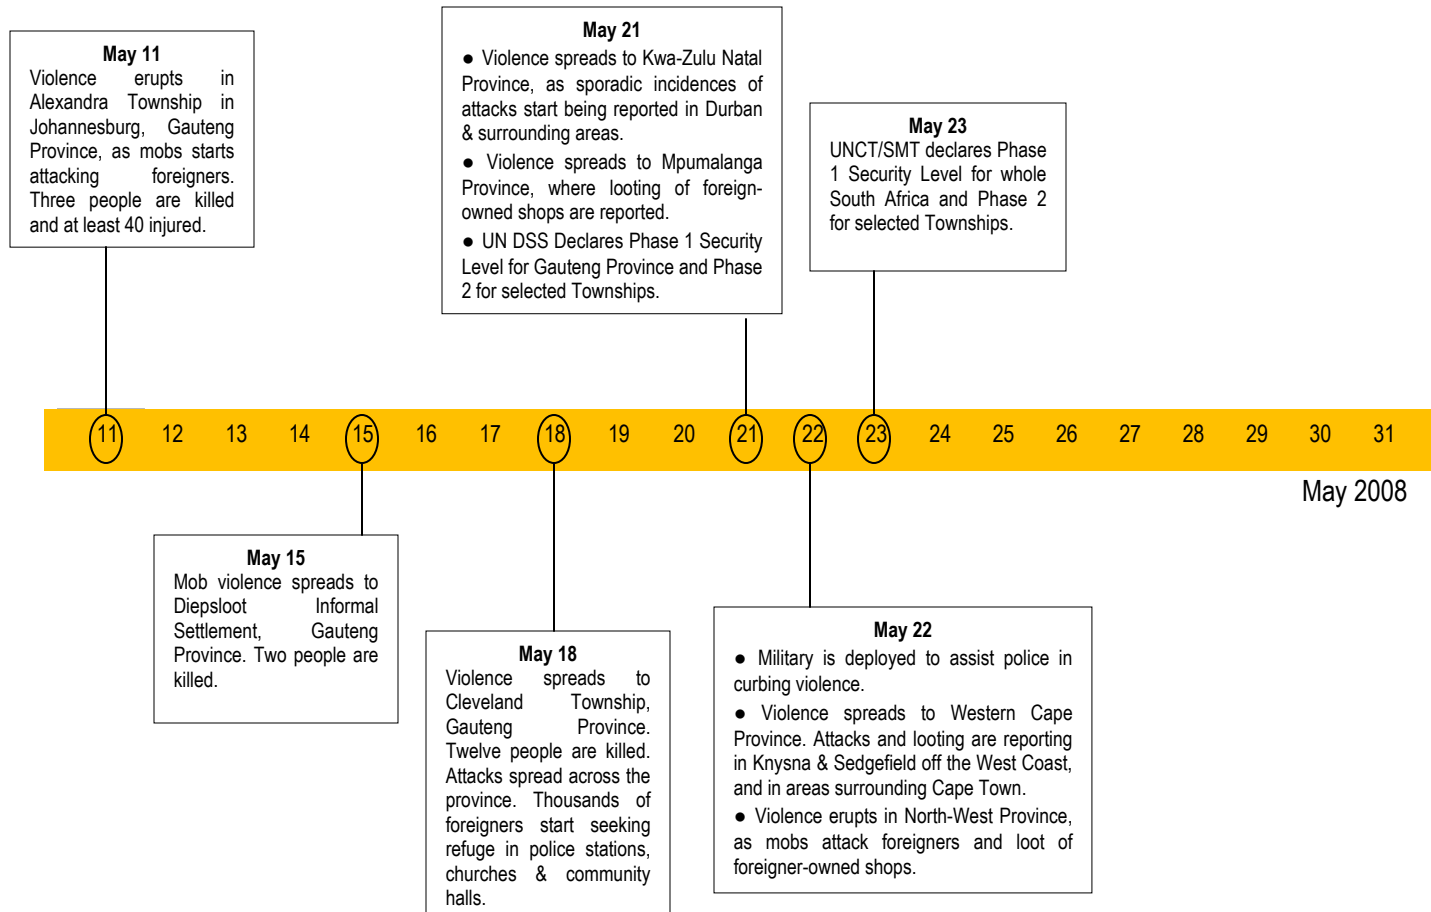 May 11
Violence erupts in
Alexandra Township in
Johannesburg, Gauteng
Province, as mobs starts
attacking foreigners.
Three people are killed
and at least 40 injured.
May 21
● Violence spreads to Kwa-Zulu Natal
Province, as sporadic incidences of
attacks start being reported in Durban
& surrounding areas.
● Violence spreads to Mpumalanga
Province, where looting of foreign-
owned shops are reported.
● UN DSS Declares Phase 1 Security
Level for Gauteng Province and Phase
2 for selected Townships.
May 23
UNCT/SMT declares Phase
1 Security Level for whole
South Africa and Phase 2
for selected Townships.
11 12 13 14 15 16 17 18 19 20 21 22 23 24 25 26 27 28 29 30 31
May 2008
May 15
Mob violence spreads to
Diepsloot Informal
Settlement, Gauteng
Province. Two people are
killed.
May 18
Violence spreads to
Cleveland Township,
Gauteng Province.
Twelve people are killed.
Attacks spread across the
province. Thousands of
foreigners start seeking
refuge in police stations,
churches & community
halls.
May 22
● Military is deployed to assist police in
curbing violence.
● Violence spreads to Western Cape
Province. Attacks and looting are reporting
in Knysna & Sedgefield off the West Coast,
and in areas surrounding Cape Town.
● Violence erupts in North-West Province,
as mobs attack foreigners and loot of
foreigner-owned shops.